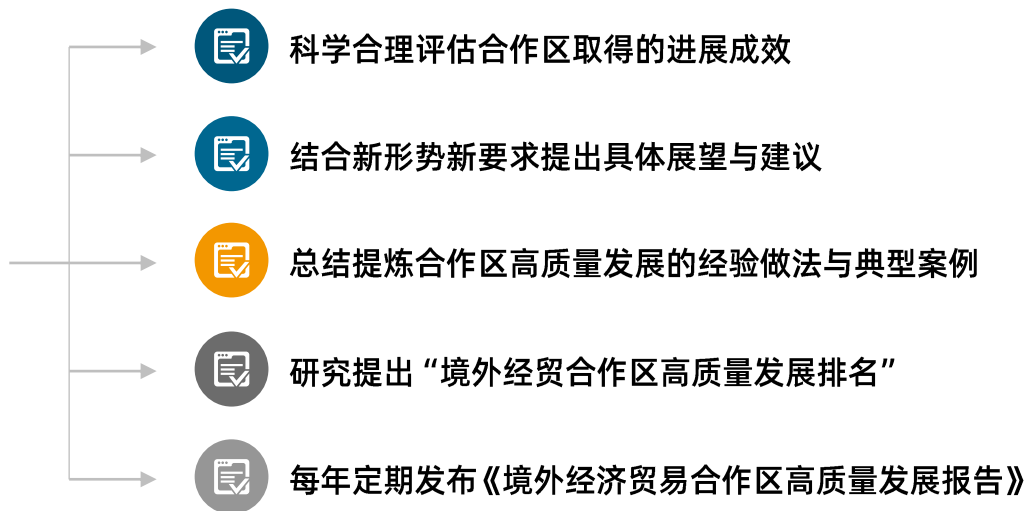 科学合理评估合作区取得的进展成效
结合新形势新要求提出具体展望与建议
总结提炼合作区高质量发展的经验做法与典型案例
研究提出“境外经贸合作区高质量发展排名”
每年定期发布《境外经济贸易合作区高质量发展报告》